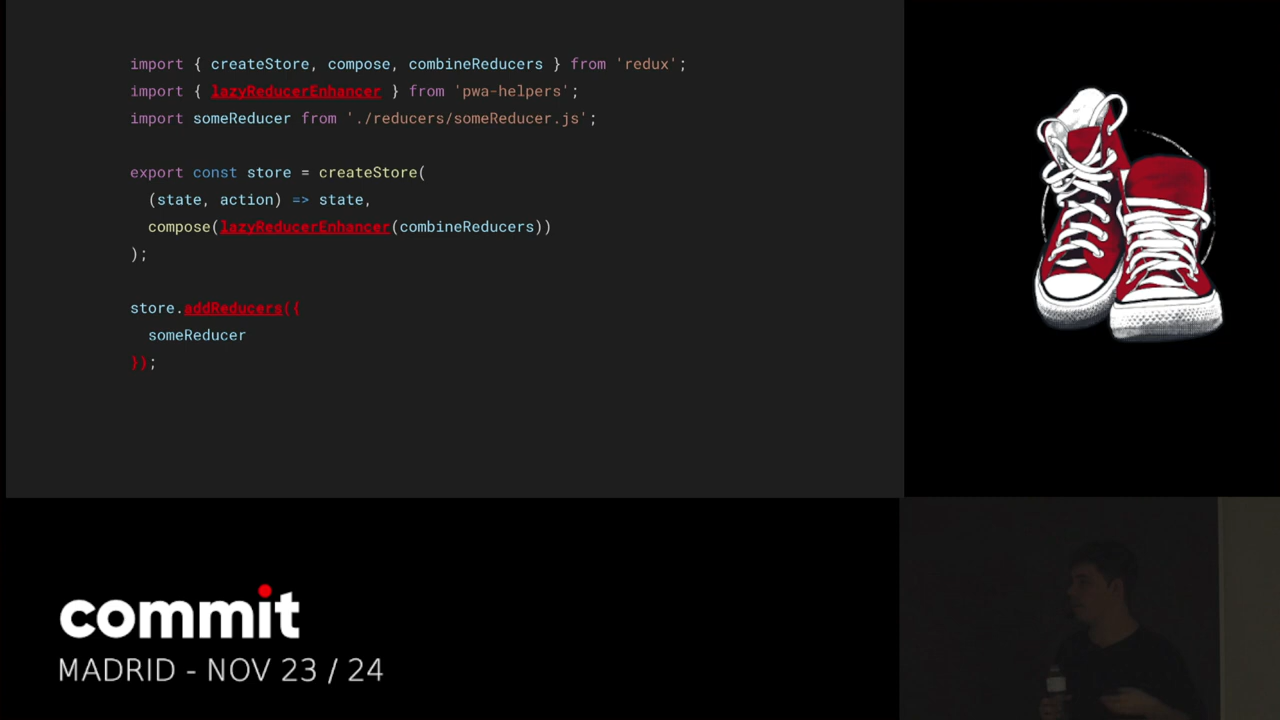 import { createStore, compose, combineReducers } from 'redux';
import { lazyReducerEnhancer } from 'pwa-helpers';
import someReducer from './reducers/someReducer.js';
export const store = createStore(
(state, action) => state,
compose(lazyReducerEnhancer(combineReducers))
);
store.addReducers({
someReducer
});
commit
MADRID - NOV 23 / 24